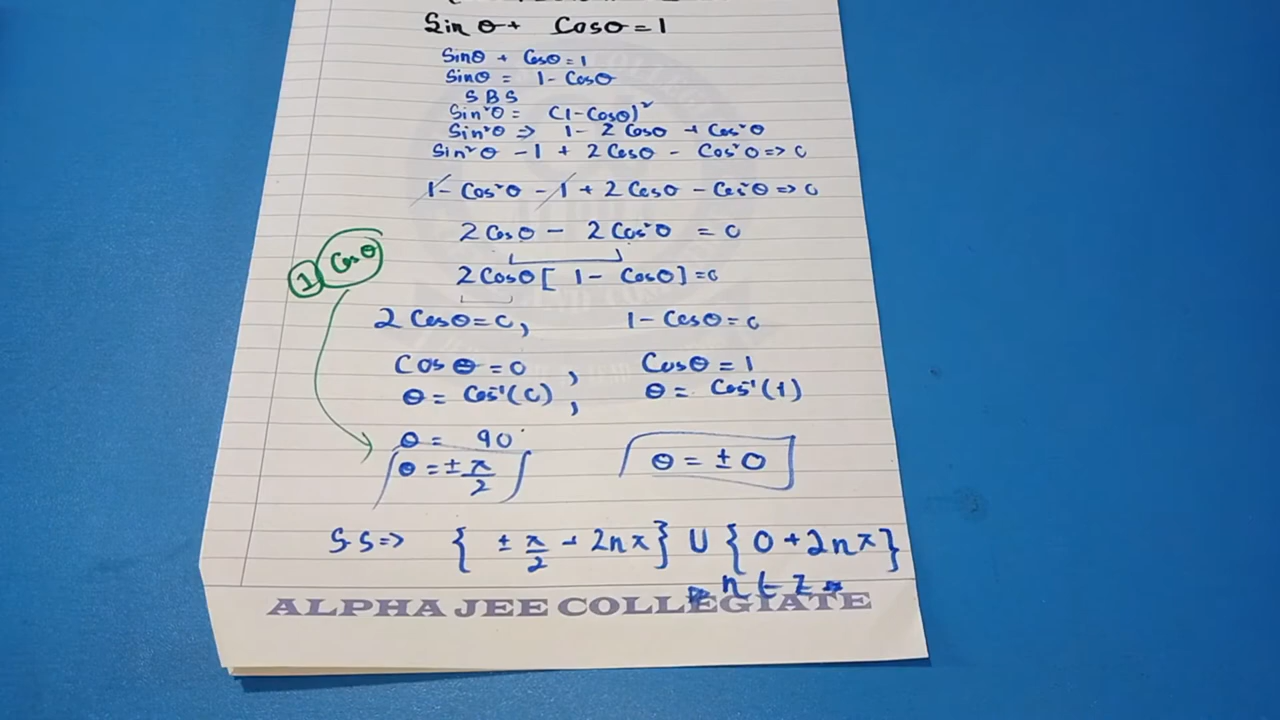 Sin θ + Cosθ = 1
Sinθ + Cosθ = 1
Sinθ = 1 - Cosθ
SBS
Sin²θ = (1 - Cosθ)²
Sin²θ => 1 - 2 Cosθ + Cos²θ
Sin²θ - 1 + 2 Cosθ - Cos²θ => 0
1 - Cos²θ - 1 + 2 Cosθ - Cos²θ => 0
2 Cosθ - 2 Cos²θ = 0
1 Cosθ
2 Cosθ [ 1 - Cosθ ] = 0
2 Cosθ = 0, 1 - Cosθ = 0
Cos θ = 0, Cosθ = 1
θ = Cos⁻¹(0), θ = Cos⁻¹(1)
θ = 90°
θ = ± π/2 θ = ± 0
S.S => { ± π/2 + 2nπ } U { 0 + 2nπ }
n ∈ Z
ALPHA JEE COLLEGIATE